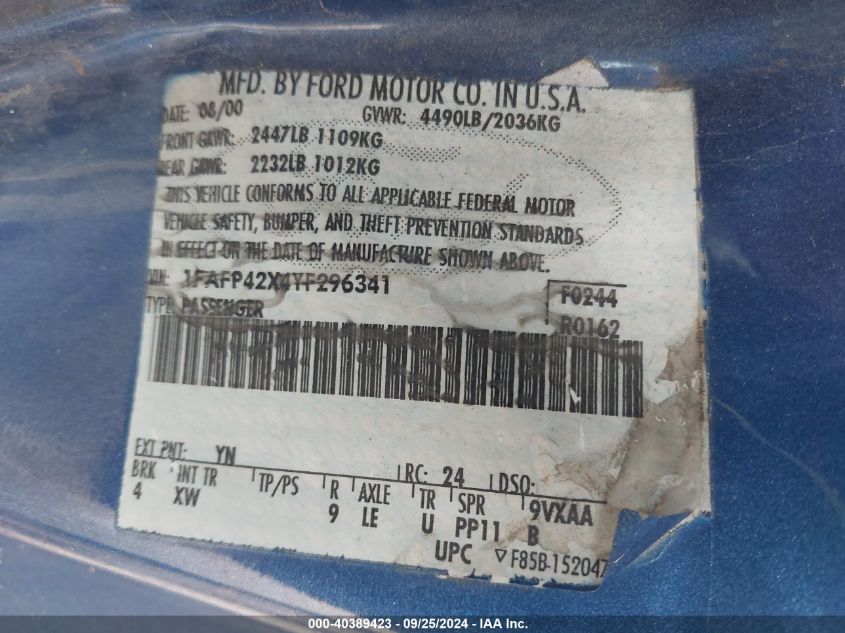 MFD. BY FORD MOTOR CO. IN U.S.A.
DATE: 08/00 GVWR: 4490LB/2036KG
FRONT GAWR: 2447LB 1109KG
REAR GAWR: 2232LB 1012KG
THIS VEHICLE CONFORMS TO ALL APPLICABLE FEDERAL MOTOR
VEHICLE SAFETY, BUMPER, AND THEFT PREVENTION STANDARDS
IN EFFECT ON THE DATE OF MANUFACTURE SHOWN ABOVE.
VIN: 1FAFP42X4YF296341 F0244
TYPE: PASSENGER R0162
EXT PNT: YN RC: 24 DSO:
BRK INT TR TP/PS R AXLE TR SPR 9VXAA
4 XW 9 LE U PP11 B
UPC ▽F85B-152047
000-40389423 - 09/25/2024 - IAA Inc.